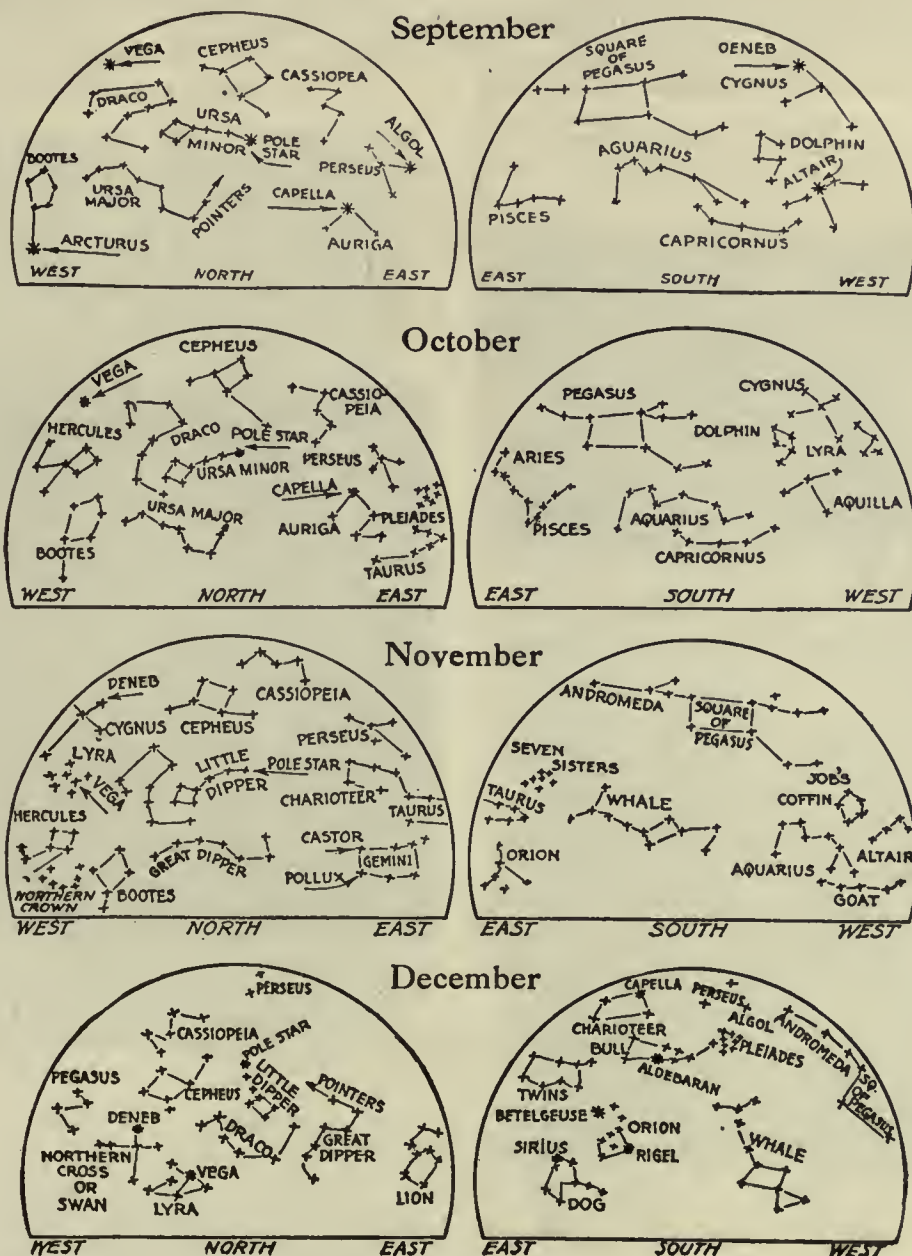 September
VEGA
CEPHEUS
CASSIOPEA
DRACO
URSA
MINOR
POLE
STAR
ALGOL
PERSEUS
BOOTES
URSA
MAJOR
POINTERS
CAPELLA
AURIGA
ARCTURUS
WEST
NORTH
EAST
SQUARE
OF
PEGASUS
OENEB
CYGNUS
DOLPHIN
ALTAIR
AGUARIUS
PISCES
CAPRICORNUS
EAST
SOUTH
WEST
October
CEPHEUS
VEGA
CASSIO-
PEIA
HERCULES
DRACO
POLE STAR
URSA MINOR
PERSEUS
CAPELLA
URSA MAJOR
AURIGA
PLEIADES
BOOTES
TAURUS
WEST
NORTH
EAST
PEGASUS
CYGNUS
DOLPHIN
LYRA
ARIES
PISCES
AQUARIUS
AQUILLA
CAPRICORNUS
EAST
SOUTH
WEST
November
DENEB
CASSIOPEIA
CYGNUS
CEPHEUS
PERSEUS
LYRA
VEGA
LITTLE
DIPPER
POLE STAR
CHARIOTEER
TAURUS
HERCULES
GREAT DIPPER
CASTOR
GEMINI
POLLUX
NORTHERN
CROWN
BOOTES
WEST
NORTH
EAST
ANDROMEDA
SQUARE
OF
PEGASUS
SEVEN
SISTERS
JOB'S
COFFIN
TAURUS
WHALE
ORION
AQUARIUS
ALTAIR
GOAT
EAST
SOUTH
WEST
December
PERSEUS
CASSIOPEIA
POLE STAR
LITTLE
DIPPER
POINTERS
PEGASUS
CEPHEUS
DENEB
DRACO
GREAT
DIPPER
NORTHERN
CROSS
OR
SWAN
VEGA
LYRA
LION
WEST
NORTH
EAST
CAPELLA
PERSEUS
ALGOL
ANDROMEDA
CHARIOTEER
BULL
PLEIADES
ALDEBARAN
SQ.
OF
PEGASUS
TWINS
BETELGEUSE
ORION
SIRIUS
RIGEL
WHALE
DOG
EAST
SOUTH
WEST